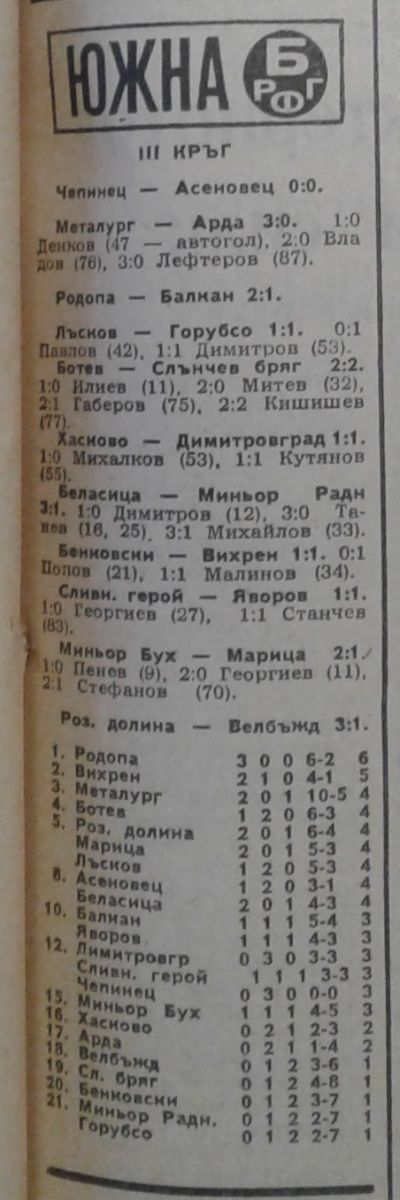 ЮЖНА Б
РФГ
III КРЪГ
Чепинец — Асеновец 0:0.
Металург — Арда 3:0. 1:0
Денков (47 — автогол), 2:0 Вла
дов (76), 3:0 Лефтеров (87).
Родопа — Балкан 2:1.
Лъсков — Горубсо 1:1. 0:1
Павлов (42), 1:1 Димитров (53).
Ботев — Слънчев бряг 2:2.
1:0 Илиев (11), 2:0 Митев (32),
2:1 Габеров (75), 2:2 Кишишев
(77).
Хасково — Димитровград 1:1.
1:0 Михалков (53), 1:1 Кутянов
(55).
Беласица — Миньор Радн
3:1. 1:0 Димитров (12), 3:0 Та-
нев (16, 25), 3:1 Михайлов (33).
Бенковски — Вихрен 1:1. 0:1
Попов (21), 1:1 Малинов (34).
Сливн. герой — Яворов 1:1.
1:0 Георгиев (27), 1:1 Станчев
(83).
Миньор Бух — Марица 2:1.
1:0 Пенев (9), 2:0 Георгиев (11),
2:1 Стефанов (70).
Роз. долина — Велбъжд 3:1.
1. Родопа 3 0 0 6-2 6
2. Вихрен 2 1 0 4-1 5
3. Металург 2 0 1 10-5 4
4. Ботев 1 2 0 6-3 4
5. Роз. долина 2 0 1 6-4 4
Марица 2 0 1 5-3 4
Лъсков 1 2 0 5-3 4
8. Асеновец 1 2 0 3-1 4
Беласица 2 0 1 4-3 4
10. Балкан 1 1 1 5-4 3
Яворов 1 1 1 4-3 3
12. Димитровгр 0 3 0 3-3 3
Сливн. герой 1 1 1 3-3 3
Чепинец 0 3 0 0-0 3
15. Миньор Бух 1 1 1 4-5 3
16. Хасково 0 2 1 2-3 2
17. Арда 0 2 1 1-4 2
18. Велбъжд 0 1 2 3-6 1
19. Сл. бряг 0 1 2 4-8 1
20. Бенковски 0 1 2 3-7 1
21. Миньор Радн. 0 1 2 2-7 1
Горубсо 0 1 2 2-7 1